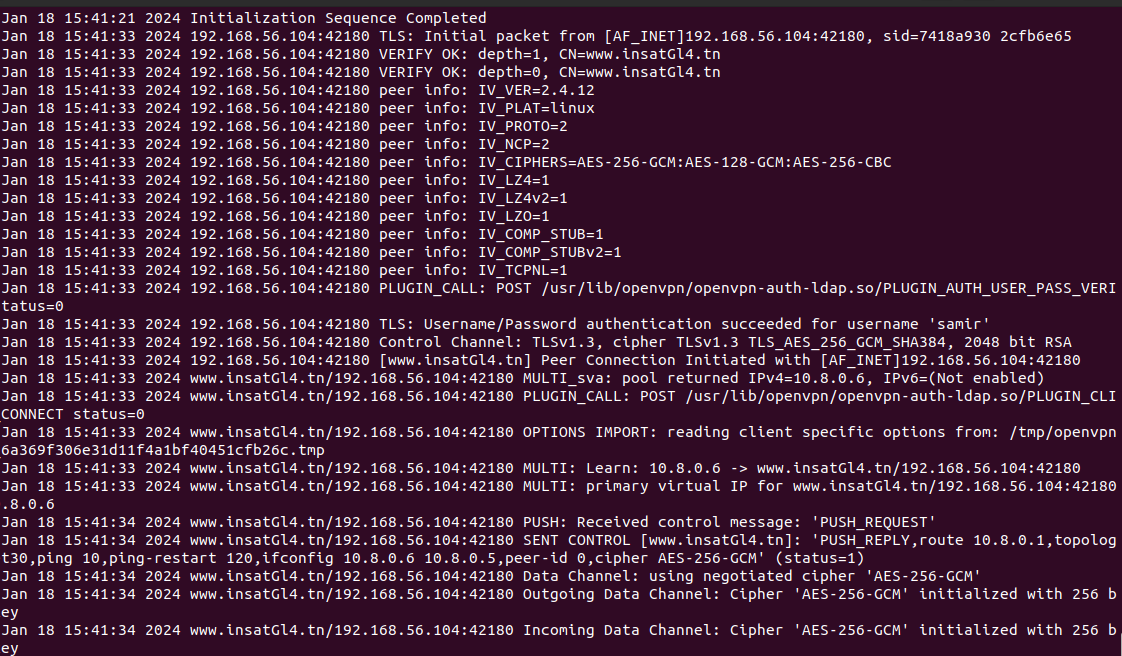 Jan 18 15:41:21 2024 Initialization Sequence Completed
Jan 18 15:41:33 2024 192.168.56.104:42180 TLS: Initial packet from [AF_INET]192.168.56.104:42180, sid=7418a930 2cfb6e65
Jan 18 15:41:33 2024 192.168.56.104:42180 VERIFY OK: depth=1, CN=www.insatGl4.tn
Jan 18 15:41:33 2024 192.168.56.104:42180 VERIFY OK: depth=0, CN=www.insatGl4.tn
Jan 18 15:41:33 2024 192.168.56.104:42180 peer info: IV_VER=2.4.12
Jan 18 15:41:33 2024 192.168.56.104:42180 peer info: IV_PLAT=linux
Jan 18 15:41:33 2024 192.168.56.104:42180 peer info: IV_PROTO=2
Jan 18 15:41:33 2024 192.168.56.104:42180 peer info: IV_NCP=2
Jan 18 15:41:33 2024 192.168.56.104:42180 peer info: IV_CIPHERS=AES-256-GCM:AES-128-GCM:AES-256-CBC
Jan 18 15:41:33 2024 192.168.56.104:42180 peer info: IV_LZ4=1
Jan 18 15:41:33 2024 192.168.56.104:42180 peer info: IV_LZ4v2=1
Jan 18 15:41:33 2024 192.168.56.104:42180 peer info: IV_LZO=1
Jan 18 15:41:33 2024 192.168.56.104:42180 peer info: IV_COMP_STUB=1
Jan 18 15:41:33 2024 192.168.56.104:42180 peer info: IV_COMP_STUBv2=1
Jan 18 15:41:33 2024 192.168.56.104:42180 peer info: IV_TCPNL=1
Jan 18 15:41:33 2024 192.168.56.104:42180 PLUGIN_CALL: POST /usr/lib/openvpn/openvpn-auth-ldap.so/PLUGIN_AUTH_USER_PASS_VERI
tatus=0
Jan 18 15:41:33 2024 192.168.56.104:42180 TLS: Username/Password authentication succeeded for username 'samir'
Jan 18 15:41:33 2024 192.168.56.104:42180 Control Channel: TLSv1.3, cipher TLSv1.3 TLS_AES_256_GCM_SHA384, 2048 bit RSA
Jan 18 15:41:33 2024 192.168.56.104:42180 [www.insatGl4.tn] Peer Connection Initiated with [AF_INET]192.168.56.104:42180
Jan 18 15:41:33 2024 www.insatGl4.tn/192.168.56.104:42180 MULTI_sva: pool returned IPv4=10.8.0.6, IPv6=(Not enabled)
Jan 18 15:41:33 2024 www.insatGl4.tn/192.168.56.104:42180 PLUGIN_CALL: POST /usr/lib/openvpn/openvpn-auth-ldap.so/PLUGIN_CLI
CONNECT status=0
Jan 18 15:41:33 2024 www.insatGl4.tn/192.168.56.104:42180 OPTIONS IMPORT: reading client specific options from: /tmp/openvpn
6a369f306e31d11f4a1bf40451cfb26c.tmp
Jan 18 15:41:33 2024 www.insatGl4.tn/192.168.56.104:42180 MULTI: Learn: 10.8.0.6 -> www.insatGl4.tn/192.168.56.104:42180
Jan 18 15:41:33 2024 www.insatGl4.tn/192.168.56.104:42180 MULTI: primary virtual IP for www.insatGl4.tn/192.168.56.104:42180
.8.0.6
Jan 18 15:41:34 2024 www.insatGl4.tn/192.168.56.104:42180 PUSH: Received control message: 'PUSH_REQUEST'
Jan 18 15:41:34 2024 www.insatGl4.tn/192.168.56.104:42180 SENT CONTROL [www.insatGl4.tn]: 'PUSH_REPLY,route 10.8.0.1,topolog
t30,ping 10,ping-restart 120,ifconfig 10.8.0.6 10.8.0.5,peer-id 0,cipher AES-256-GCM' (status=1)
Jan 18 15:41:34 2024 www.insatGl4.tn/192.168.56.104:42180 Data Channel: using negotiated cipher 'AES-256-GCM'
Jan 18 15:41:34 2024 www.insatGl4.tn/192.168.56.104:42180 Outgoing Data Channel: Cipher 'AES-256-GCM' initialized with 256 b
ey
Jan 18 15:41:34 2024 www.insatGl4.tn/192.168.56.104:42180 Incoming Data Channel: Cipher 'AES-256-GCM' initialized with 256 b
ey